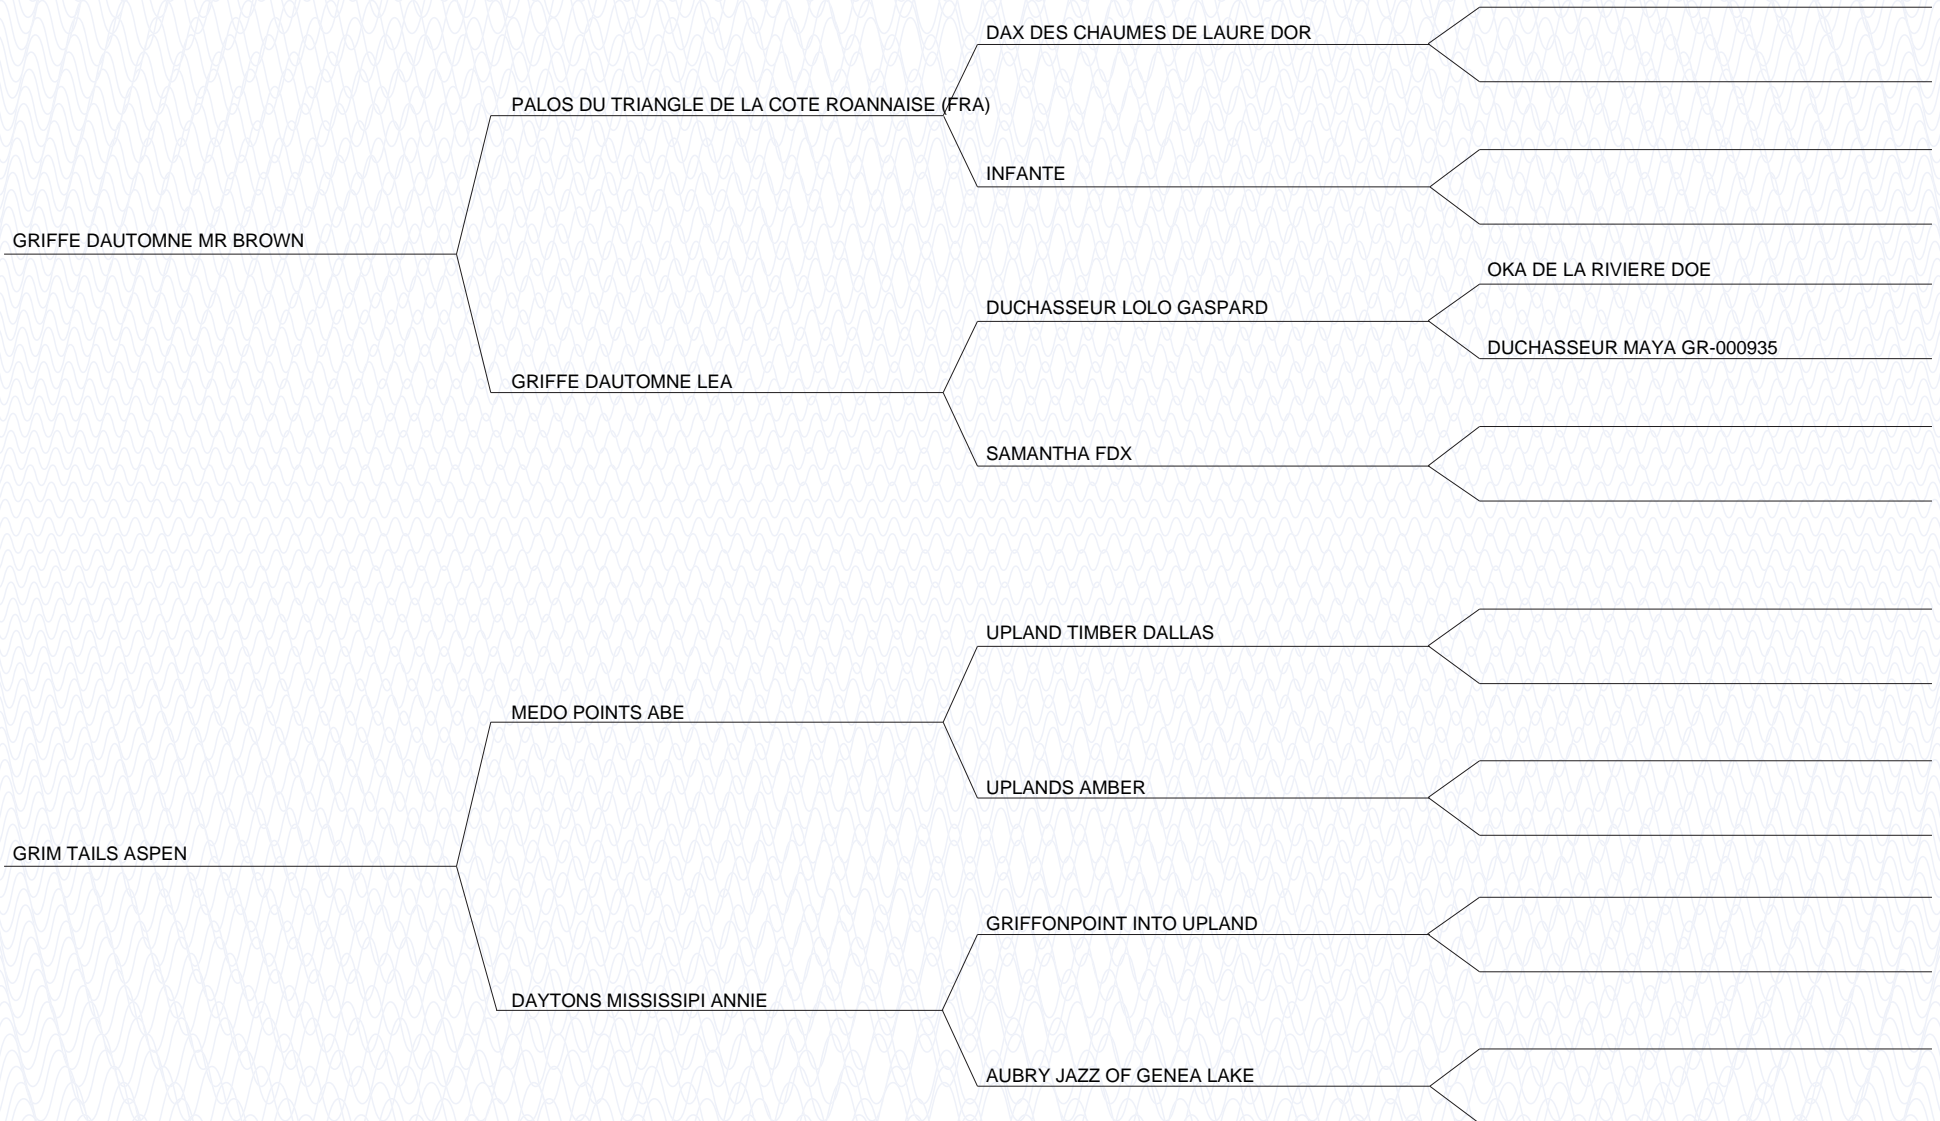 DAX DES CHAUMES DE LAURE DOR
PALOS DU TRIANGLE DE LA COTE ROANNAISE (FRA)
INFANTE
GRIFFE DAUTOMNE MR BROWN
OKA DE LA RIVIERE DOE
DUCHASSEUR LOLO GASPARD
DUCHASSEUR MAYA GR-000935
GRIFFE DAUTOMNE LEA
SAMANTHA FDX
UPLAND TIMBER DALLAS
MEDO POINTS ABE
UPLANDS AMBER
GRIM TAILS ASPEN
GRIFFONPOINT INTO UPLAND
DAYTONS MISSISSIPI ANNIE
AUBRY JAZZ OF GENEA LAKE